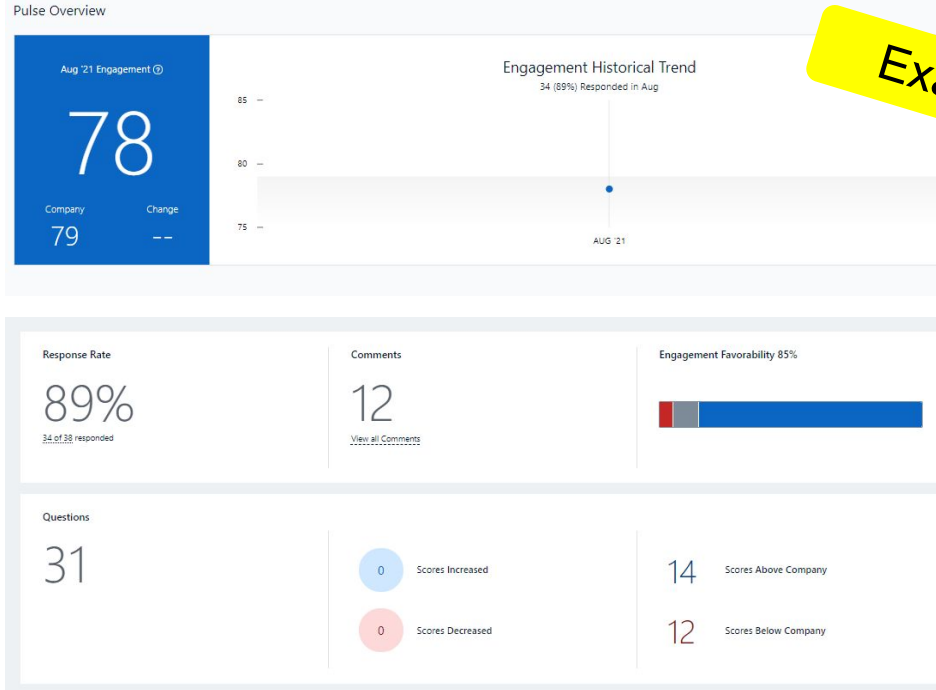 Pulse Overview
Aug '21 Engagement ?
78
Company
Change
79
--
Engagement Historical Trend
34 (89%) Responded in Aug
85
80
75
AUG '21
Response Rate
89%
34 of 38 responded
Comments
12
View all Comments
Engagement Favorability 85%
Questions
31
0 Scores Increased
0 Scores Decreased
14 Scores Above Company
12 Scores Below Company